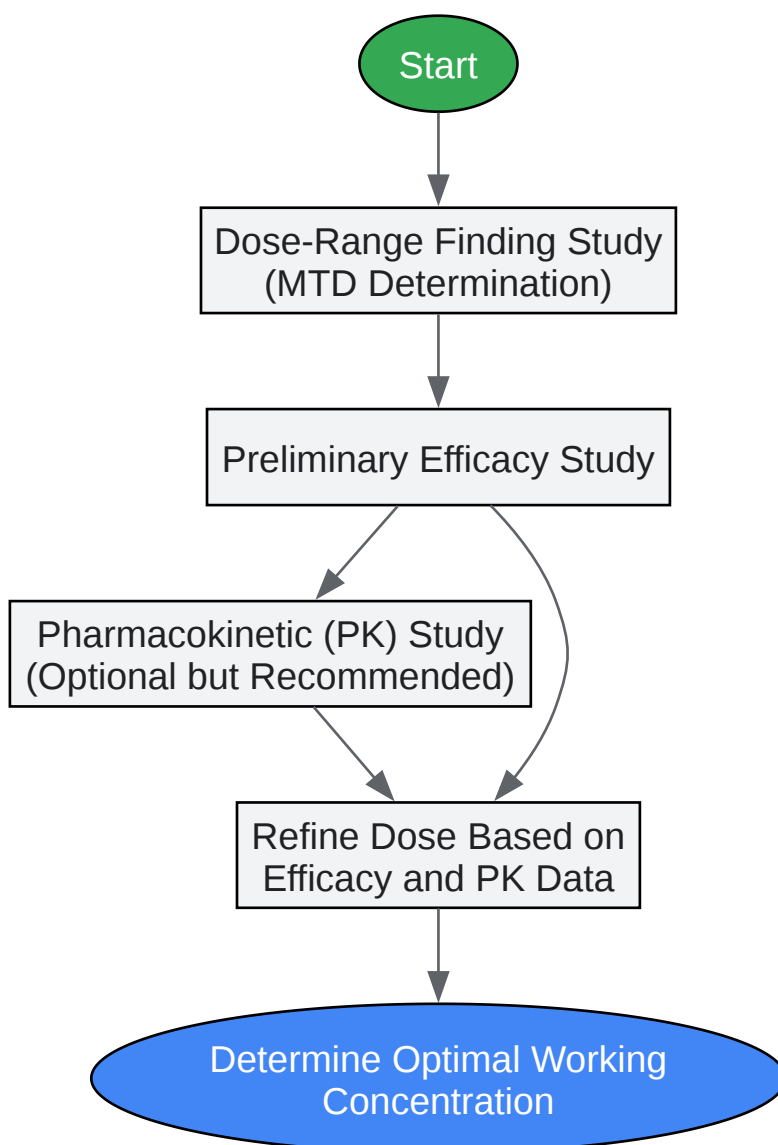 Start
Dose-Range Finding Study
(MTD Determination)
Preliminary Efficacy Study
Pharmacokinetic (PK) Study
(Optional but Recommended)
Refine Dose Based on
Efficacy and PK Data
Determine Optimal Working
Concentration